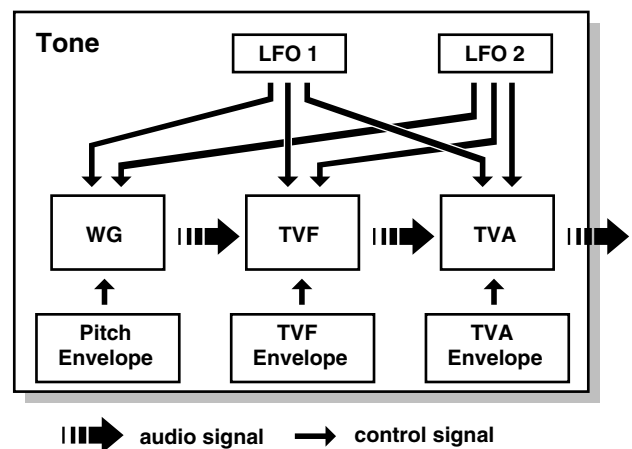 Tone
LFO 1
LFO 2
WG
TVF
TVA
Pitch
Envelope
TVF
Envelope
TVA
Envelope
audio signal
control signal